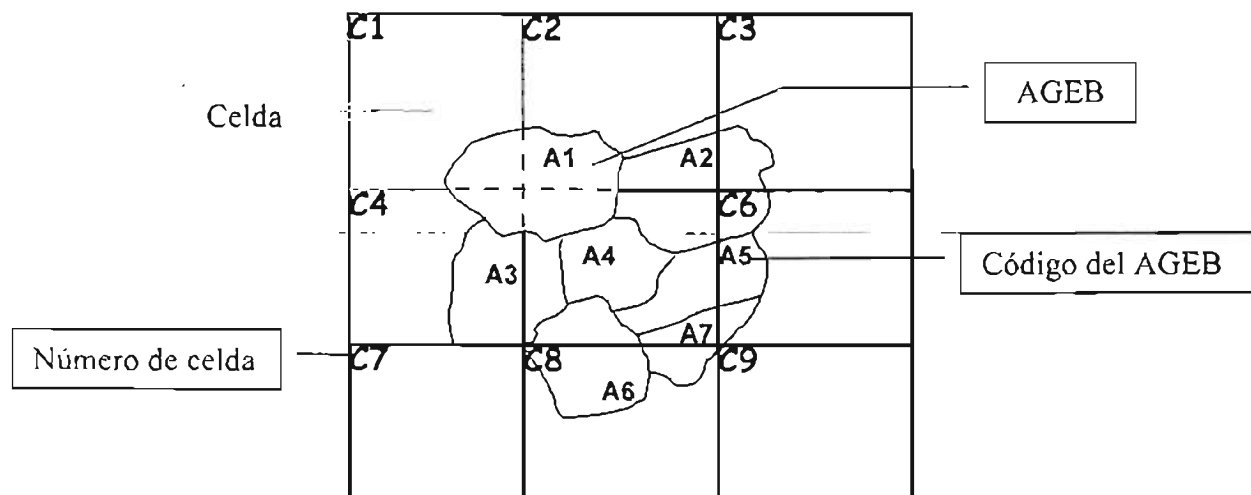 C1
C2
C3
AGEB
Celda
A1
A2
C4
C6
A3
A4
A5
Código del AGEB
Número de celda
A7
C7
C8
C9
A6